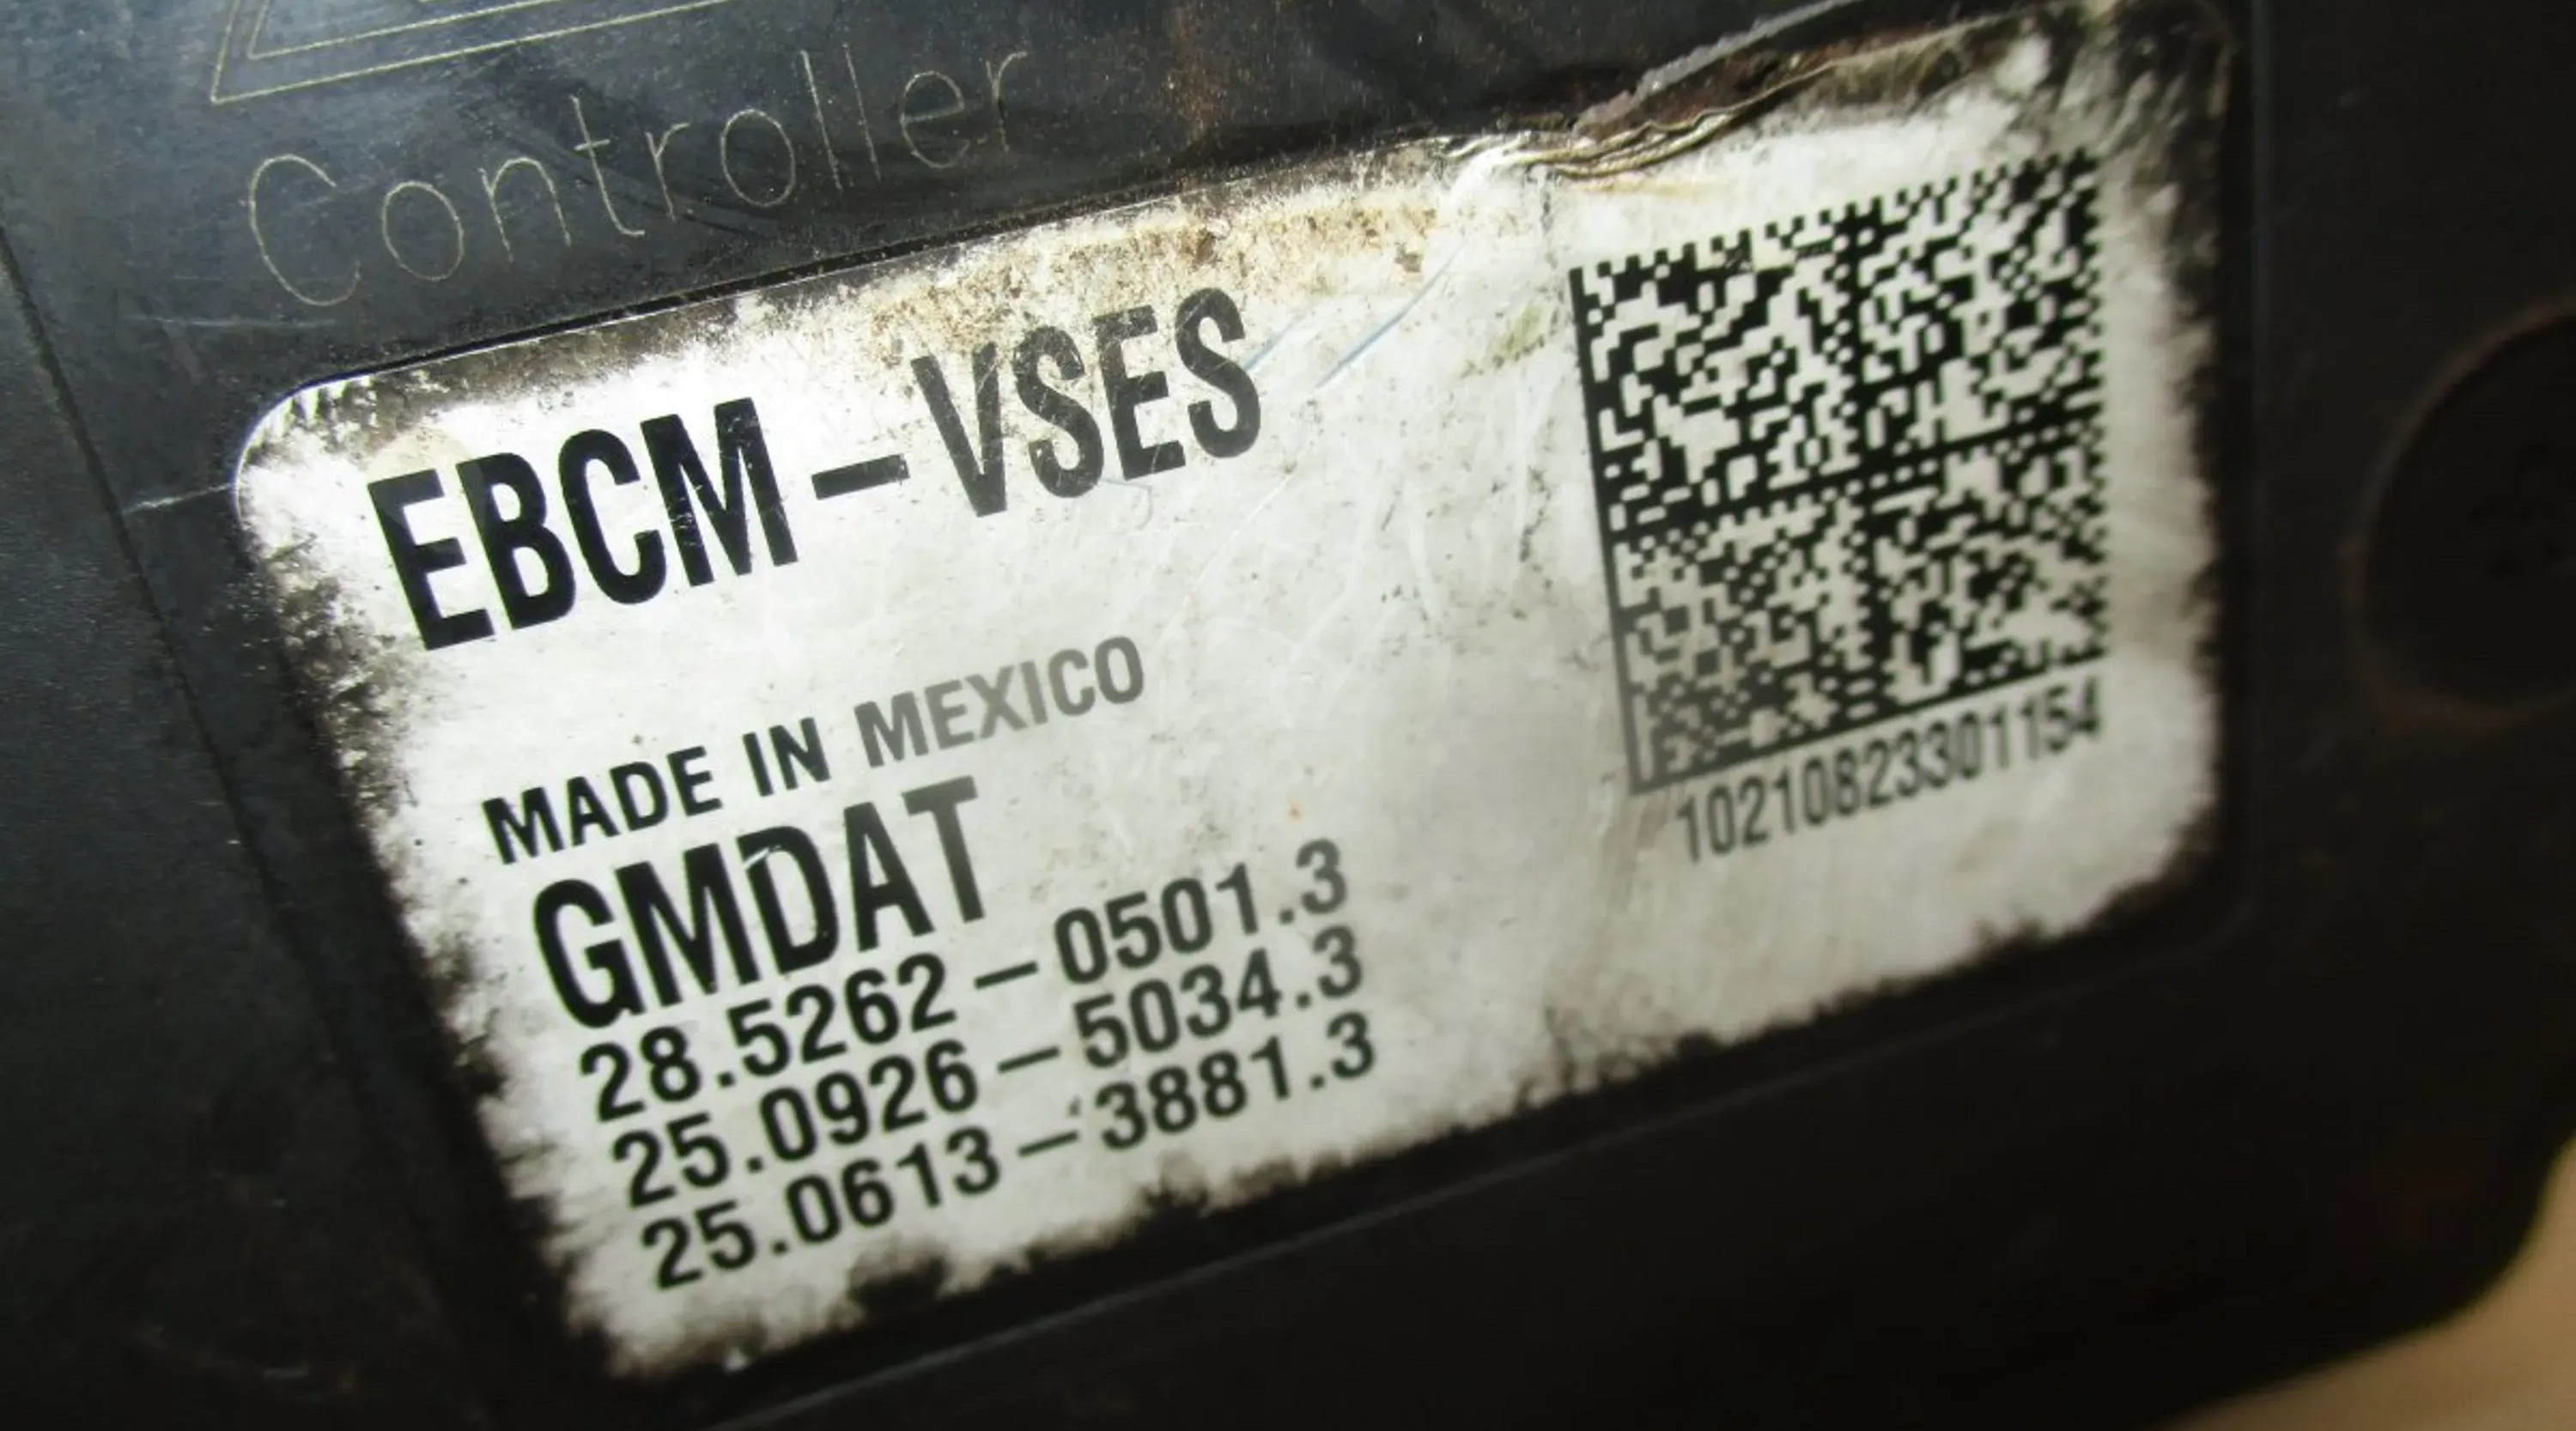 Controller
EBCM-VSES
MADE IN MEXICO
GMDAT
28.5262-0501.3
25.0926-5034.3
25.0613-3881.3
10210823301154